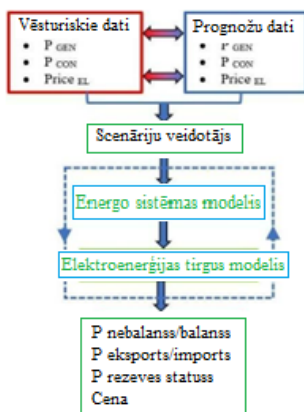 Vēsturiskie dati
• P GEN
• P CON
• Price EL
Prognožu dati
• r GEN
• P CON
• Price EL
Scenāriju veidotājs
Energo sistēmas modelis
Elektroenerģijas tirgus modelis
P nebalanss/balanss
P eksports/imports
P rezeves statuss
Cena